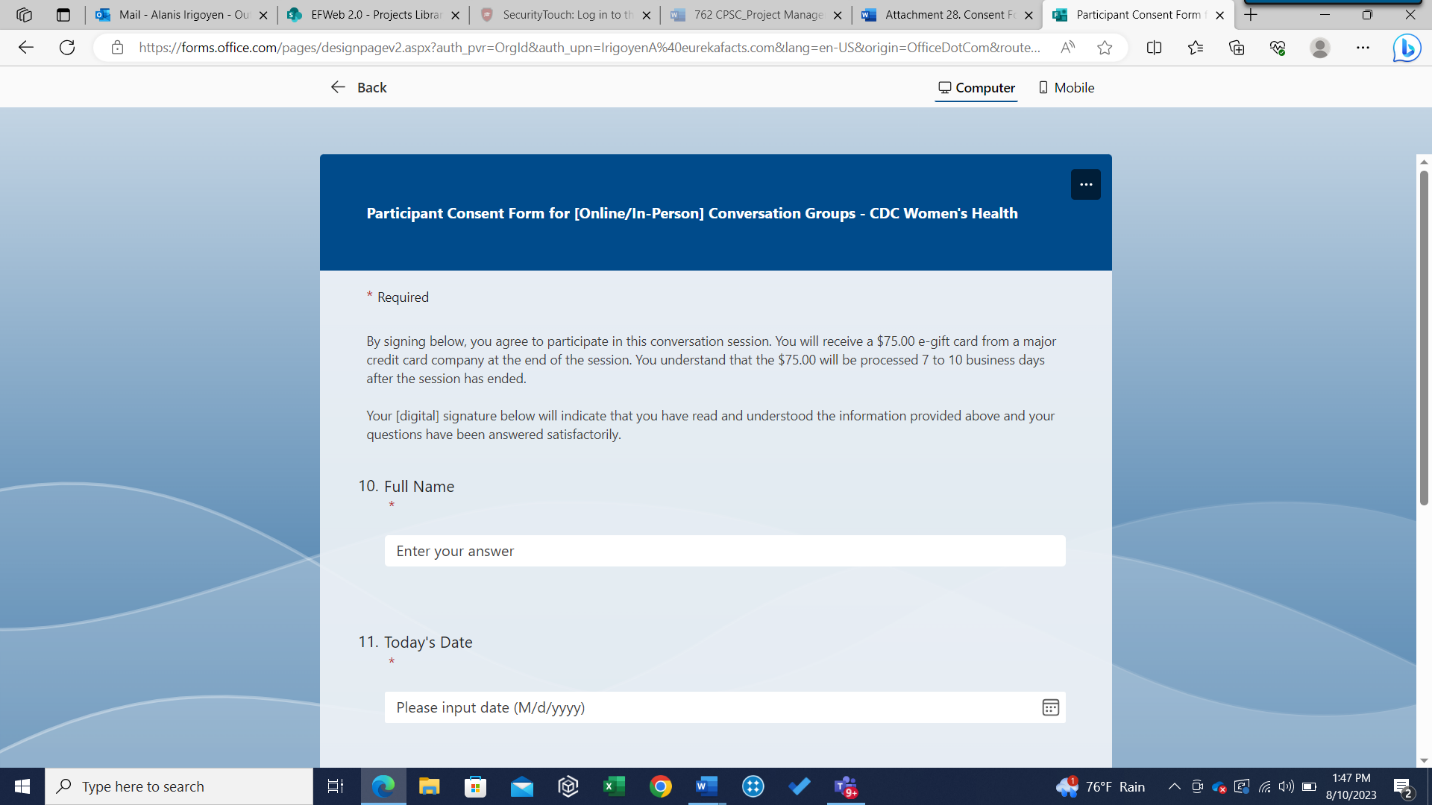 Mail - Alanis Irigoyen - Ou
EFWeb 2.0 - Projects Librar
SecurityTouch: Log in to th
762 CPSC_Project Manage
Attachment 28. Consent F
Participant Consent Form f
https://forms.office.com/pages/designpagev2.aspx?auth_pvr=OrgId&auth_upn=IrigoyenA%40eurekafacts.com&lang=en-US&origin=OfficeDotCom&route...
Back
Computer
Mobile
Participant Consent Form for [Online/In-Person] Conversation Groups - CDC Women's Health
* Required
By signing below, you agree to participate in this conversation session. You will receive a $75.00 e-gift card from a major
credit card company at the end of the session. You understand that the $75.00 will be processed 7 to 10 business days
after the session has ended.
Your [digital] signature below will indicate that you have read and understood the information provided above and your
questions have been answered satisfactorily.
10. Full Name
*
Enter your answer
11. Today's Date
*
Please input date (M/d/yyyy)
Type here to search
9+
1
76°F Rain
1:47 PM
8/10/2023
2